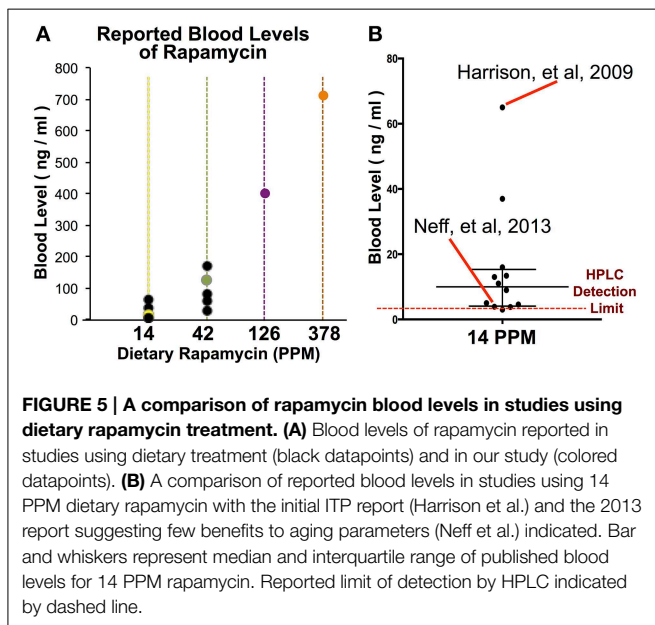 A
Reported Blood Levels
of Rapamycin
Blood Level ( ng / ml )
800
700
600
500
400
300
200
100
0
14 42 126 378
Dietary Rapamycin (PPM)
B
Blood Level ( ng / ml )
80
60
40
20
0
Harrison, et al, 2009
Neff, et al, 2013
HPLC
Detection
Limit
14 PPM
FIGURE 5 | A comparison of rapamycin blood levels in studies using
dietary rapamycin treatment. (A) Blood levels of rapamycin reported in
studies using dietary treatment (black datapoints) and in our study (colored
datapoints). (B) A comparison of reported blood levels in studies using 14
PPM dietary rapamycin with the initial ITP report (Harrison et al.) and the 2013
report suggesting few benefits to aging parameters (Neff et al.) indicated. Bar
and whiskers represent median and interquartile range of published blood
levels for 14 PPM rapamycin. Reported limit of detection by HPLC indicated
by dashed line.